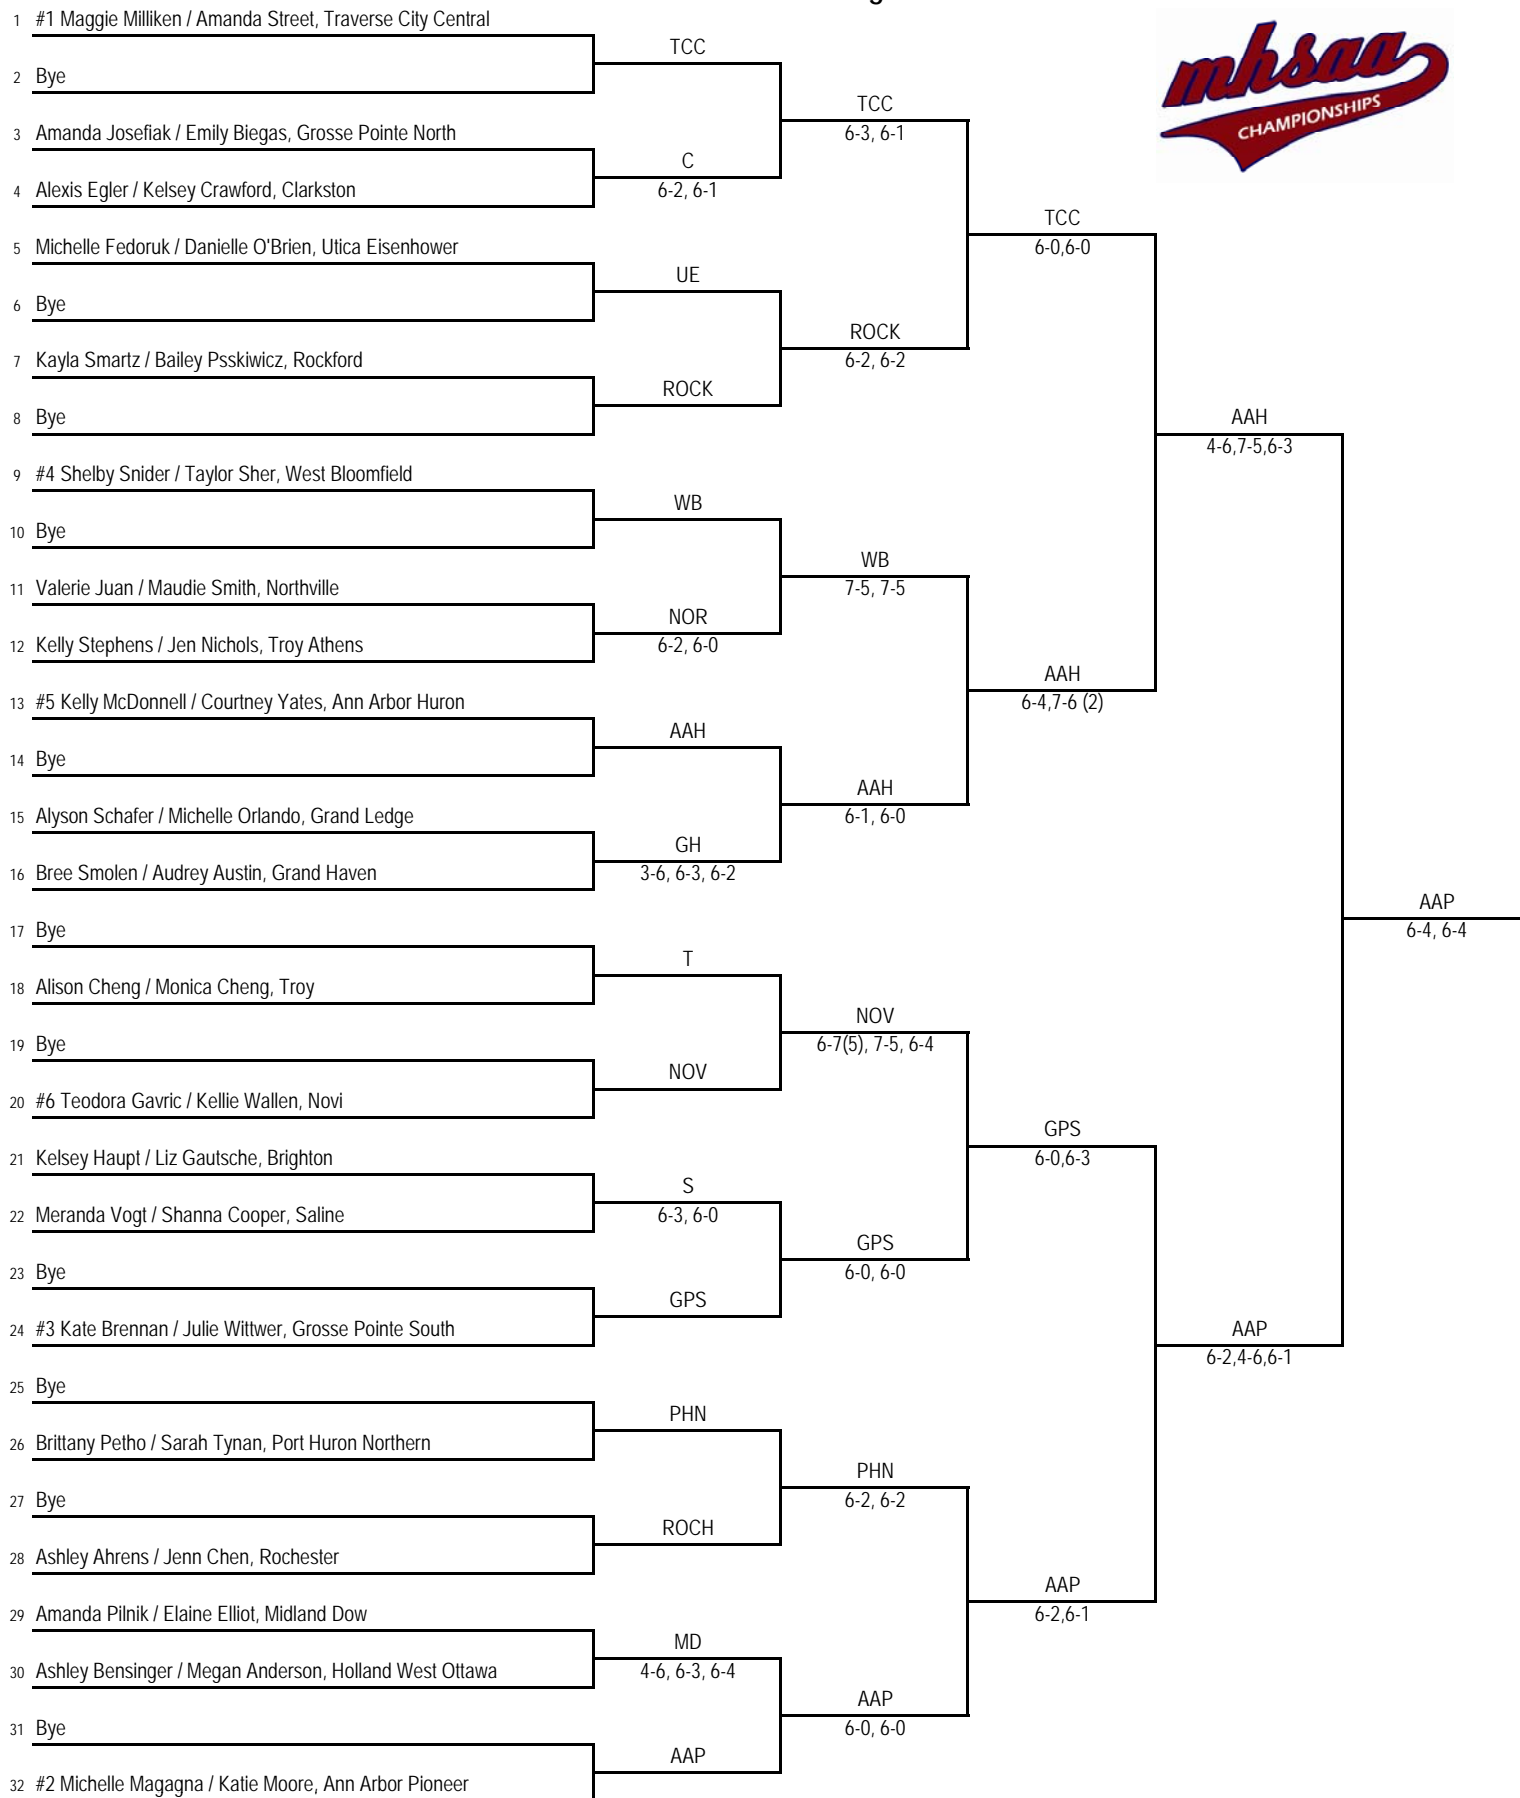 1 #1 Maggie Milliken / Amanda Street, Traverse City Central
TCC
2 Bye
TCC
6-3, 6-1
3 Amanda Josefiak / Emily Biegas, Grosse Pointe North
C
6-2, 6-1
4 Alexis Egler / Kelsey Crawford, Clarkston
TCC
6-0,6-0
5 Michelle Fedoruk / Danielle O'Brien, Utica Eisenhower
UE
6 Bye
ROCK
6-2, 6-2
7 Kayla Smartz / Bailey Psskiwicz, Rockford
ROCK
8 Bye
AAH
4-6,7-5,6-3
9 #4 Shelby Snider / Taylor Sher, West Bloomfield
WB
10 Bye
WB
7-5, 7-5
11 Valerie Juan / Maudie Smith, Northville
NOR
6-2, 6-0
12 Kelly Stephens / Jen Nichols, Troy Athens
AAH
6-4,7-6 (2)
13 #5 Kelly McDonnell / Courtney Yates, Ann Arbor Huron
AAH
14 Bye
AAH
6-1, 6-0
15 Alyson Schafer / Michelle Orlando, Grand Ledge
GH
3-6, 6-3, 6-2
16 Bree Smolen / Audrey Austin, Grand Haven
AAP
6-4, 6-4
17 Bye
T
18 Alison Cheng / Monica Cheng, Troy
NOV
6-7(5), 7-5, 6-4
19 Bye
NOV
20 #6 Teodora Gavric / Kellie Wallen, Novi
GPS
6-0,6-3
21 Kelsey Haupt / Liz Gautsche, Brighton
S
6-3, 6-0
22 Meranda Vogt / Shanna Cooper, Saline
GPS
6-0, 6-0
23 Bye
GPS
24 #3 Kate Brennan / Julie Wittwer, Grosse Pointe South
AAP
6-2,4-6,6-1
25 Bye
PHN
26 Brittany Petho / Sarah Tynan, Port Huron Northern
PHN
6-2, 6-2
27 Bye
ROCH
28 Ashley Ahrens / Jenn Chen, Rochester
AAP
6-2,6-1
29 Amanda Pilnik / Elaine Elliot, Midland Dow
MD
4-6, 6-3, 6-4
30 Ashley Bensinger / Megan Anderson, Holland West Ottawa
AAP
6-0, 6-0
31 Bye
AAP
32 #2 Michelle Magagna / Katie Moore, Ann Arbor Pioneer
mhsaa
CHAMPIONSHIPS